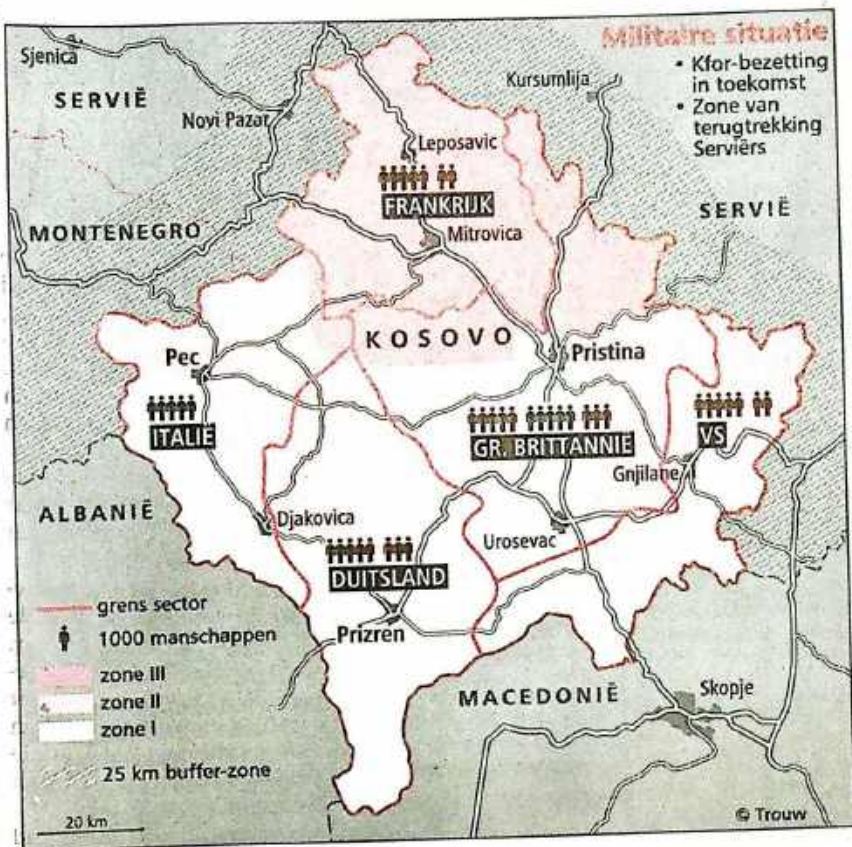 Militaire situatie
• Kfor-bezetting
in toekomst
• Zone van
terugtrekking
Serviërs
Sjenica
SERVIË
Novi Pazar
Kursumlija
Leposavic
FRANKRIJK
Mitrovica
SERVIË
MONTENEGRO
KOSOVO
Pec
Pristina
ITALIË
GR. BRITTANNIË
VS
Gnjilane
ALBANIË
Djakovica
Urosevac
DUITSLAND
Prizren
grens sector
1000 manschappen
zone III
zone II
zone I
25 km buffer-zone
MACEDONIË
Skopje
20 km
© Trouw